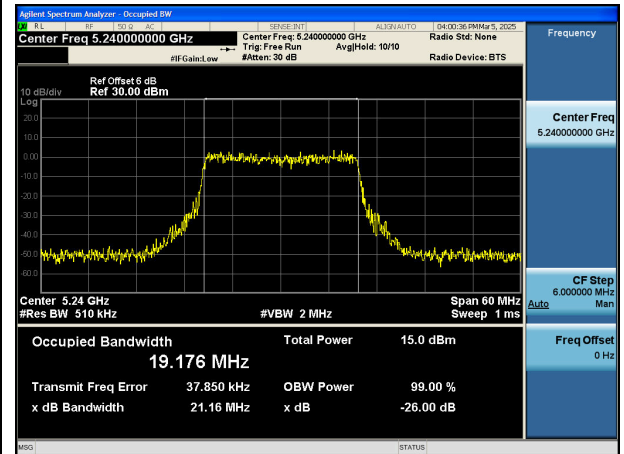 Agilent Spectrum Analyzer - Occupied BW
RL RF 50 Ω AC SENSE:INT ALIGN AUTO 04:00:36 PM Mar 5, 2025
Center Freq 5.240000000 GHz
Center Freq: 5.240000000 GHz
Radio Std: None
Trig: Free Run Avg|Hold: 10/10
#IFGain:Low
#Atten: 30 dB
Radio Device: BTS
Ref Offset 6 dB
10 dB/div Ref 30.00 dBm
Log
20.0
10.0
0.00
-10.0
-20.0
-30.0
-40.0
-50.0
-60.0
Center 5.24 GHz
Span 60 MHz
#Res BW 510 kHz
#VBW 2 MHz
Sweep 1 ms
Occupied Bandwidth
Total Power 15.0 dBm
19.176 MHz
Transmit Freq Error 37.850 kHz
OBW Power 99.00 %
x dB Bandwidth 21.16 MHz
x dB -26.00 dB
Frequency
Center Freq
5.240000000 GHz
CF Step
6.000000 MHz
Auto Man
Freq Offset
0 Hz
MSG
STATUS